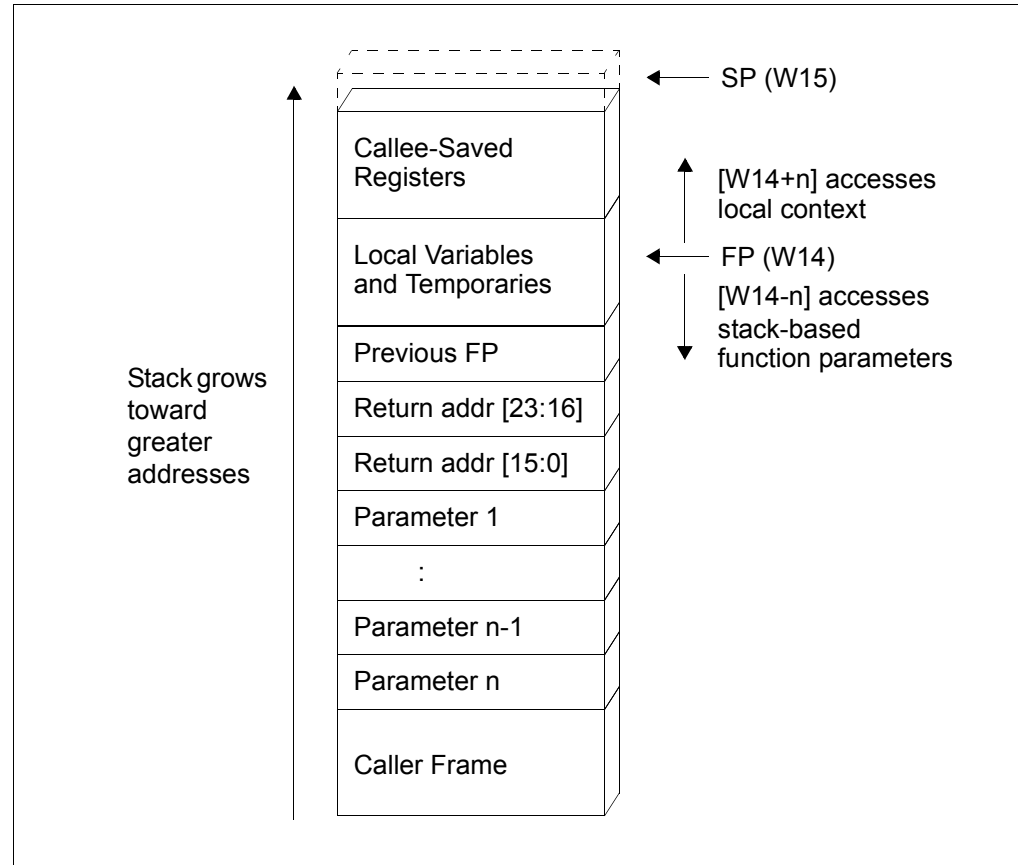 SP (W15)
Callee-Saved
Registers
[W14+n] accesses
local context
Local Variables
and Temporaries
FP (W14)
[W14-n] accesses
stack-based
function parameters
Previous FP
Stack grows
toward
greater
addresses
Return addr [23:16]
Return addr [15:0]
Parameter 1
:
Parameter n-1
Parameter n
Caller Frame